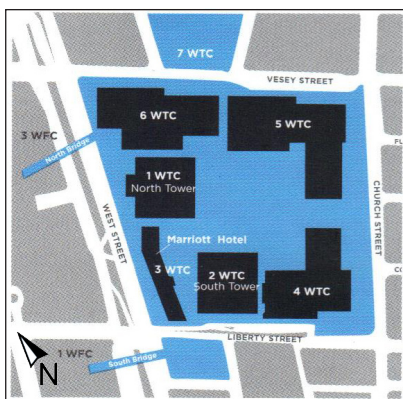 7 WTC
VESEY STREET
6 WTC
5 WTC
3 WFC
North Bridge
1 WTC
North Tower
WEST STREET
CHURCH STREET
Marriott Hotel
3 WTC
2 WTC
South Tower
4 WTC
LIBERTY STREET
1 WFC
South Bridge
N